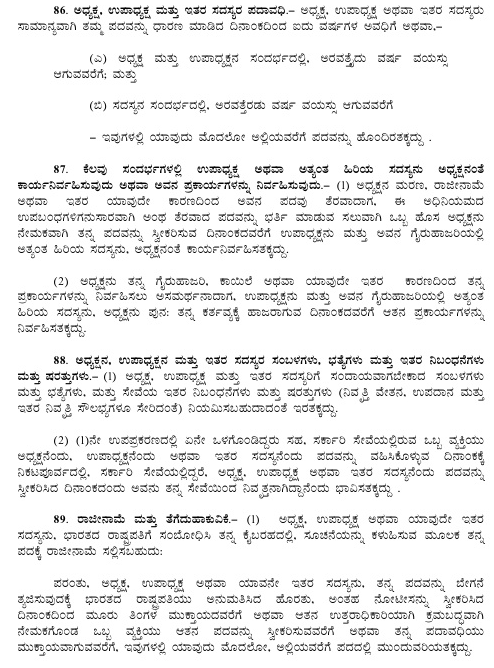 86. ಅಧ್ಯಕ್ಷ, ಉಪಾಧ್ಯಕ್ಷ ಮತ್ತು ಇತರ ಸದಸ್ಯರ ಪದಾವಧಿ.– ಅಧ್ಯಕ್ಷ, ಉಪಾಧ್ಯಕ್ಷ ಅಥವಾ ಇತರ ಸದಸ್ಯರು
ಸಾಮಾನ್ಯವಾಗಿ ತಮ್ಮ ಪದವನ್ನು ಧಾರಣ ಮಾಡಿದ ದಿನಾಂಕದಿಂದ ಐದು ವರ್ಷಗಳ ಅವಧಿಗೆ ಅಥವಾ,–
(ಎ) ಅಧ್ಯಕ್ಷ ಮತ್ತು ಉಪಾಧ್ಯಕ್ಷನ ಸಂದರ್ಭದಲ್ಲಿ, ಅರವತ್ತೈದು ವರ್ಷ ವಯಸ್ಸು
ಆಗುವವರೆಗೆ; ಮತ್ತು
(ಬಿ) ಸದಸ್ಯನ ಸಂದರ್ಭದಲ್ಲಿ, ಅರವತ್ತೆರಡು ವರ್ಷ ವಯಸ್ಸು ಆಗುವವರೆಗೆ
– ಇವುಗಳಲ್ಲಿ ಯಾವುದು ಮೊದಲೋ ಅಲ್ಲಿಯವರೆಗೆ ಪದವನ್ನು ಹೊಂದಿರತಕ್ಕದ್ದು .
87. ಕೆಲವು ಸಂದರ್ಭಗಳಲ್ಲಿ ಉಪಾಧ್ಯಕ್ಷ ಅಥವಾ ಅತ್ಯಂತ ಹಿರಿಯ ಸದಸ್ಯನು ಅಧ್ಯಕ್ಷನಂತೆ
ಕಾರ್ಯನಿರ್ವಹಿಸುವುದು ಅಥವಾ ಅವನ ಪ್ರಕಾರ್ಯಗಳನ್ನು ನಿರ್ವಹಿಸುವುದು.– (1) ಅಧ್ಯಕ್ಷನ ಮರಣ, ರಾಜೀನಾಮೆ
ಅಥವಾ ಇತರ ಯಾವುದೇ ಕಾರಣದಿಂದ ಅವನ ಪದವು ತೆರವಾದಾಗ, ಈ ಅಧಿನಿಯಮದ
ಉಪಬಂಧಗಳಿಗನುಸಾರವಾಗಿ ಅಂಥ ತೆರವಾದ ಪದವನ್ನು ಭರ್ತಿ ಮಾಡುವ ಸಲುವಾಗಿ ಒಬ್ಬ ಹೊಸ ಅಧ್ಯಕ್ಷನು
ನೇಮಕವಾಗಿ ತನ್ನ ಪದವನ್ನು ಸ್ವೀಕರಿಸುವ ದಿನಾಂಕದವರೆಗೆ ಉಪಾಧ್ಯಕ್ಷನು ಮತ್ತು ಅವನ ಗೈರುಹಾಜರಿಯಲ್ಲಿ
ಅತ್ಯಂತ ಹಿರಿಯ ಸದಸ್ಯನು, ಅಧ್ಯಕ್ಷನಂತೆ ಕಾರ್ಯನಿರ್ವಹಿಸತಕ್ಕದ್ದು.
(2) ಅಧ್ಯಕ್ಷನು ತನ್ನ ಗೈರುಹಾಜರಿ, ಕಾಯಿಲೆ ಅಥವಾ ಯಾವುದೇ ಇತರ ಕಾರಣದಿಂದ ತನ್ನ
ಪ್ರಕಾರ್ಯಗಳನ್ನು ನಿರ್ವಹಿಸಲು ಅಸಮರ್ಥನಾದಾಗ, ಉಪಾಧ್ಯಕ್ಷನು ಮತ್ತು ಅವನ ಗೈರುಹಾಜರಿಯಲ್ಲಿ ಅತ್ಯಂತ
ಹಿರಿಯ ಸದಸ್ಯನು, ಅಧ್ಯಕ್ಷನು ಪುನಃ ತನ್ನ ಕರ್ತವ್ಯಕ್ಕೆ ಹಾಜರಾಗುವ ದಿನಾಂಕದವರೆಗೆ ಆತನ ಪ್ರಕಾರ್ಯಗಳನ್ನು
ನಿರ್ವಹಿಸತಕ್ಕದ್ದು.
88. ಅಧ್ಯಕ್ಷನ, ಉಪಾಧ್ಯಕ್ಷನ ಮತ್ತು ಇತರ ಸದಸ್ಯರ ಸಂಬಳಗಳು, ಭತ್ಯೆಗಳು ಮತ್ತು ಇತರ ನಿಬಂಧನೆಗಳು
ಮತ್ತು ಷರತ್ತುಗಳು.– (1) ಅಧ್ಯಕ್ಷ, ಉಪಾಧ್ಯಕ್ಷ ಮತ್ತು ಇತರ ಸದಸ್ಯರಿಗೆ ಸಂದಾಯವಾಗಬೇಕಾದ ಸಂಬಳಗಳು
ಮತ್ತು ಭತ್ಯೆಗಳು, ಮತ್ತು ಸೇವೆಯ ಇತರ ನಿಬಂಧನೆಗಳು ಮತ್ತು ಷರತ್ತುಗಳು (ನಿವೃತ್ತಿ ವೇತನ, ಉಪದಾನ ಮತ್ತು
ಇತರ ನಿವೃತ್ತಿ ಸೌಲಭ್ಯಗಳೂ ಸೇರಿದಂತೆ) ನಿಯಮಿಸಬಹುದಾದಂತೆ ಇರತಕ್ಕದ್ದು.
(2) (1)ನೇ ಉಪಪ್ರಕರಣದಲ್ಲಿ ಏನೇ ಒಳಗೊಂಡಿದ್ದರು ಸಹ, ಸರ್ಕಾರಿ ಸೇವೆಯಲ್ಲಿರುವ ಒಬ್ಬ ವ್ಯಕ್ತಿಯು
ಅಧ್ಯಕ್ಷನೆಂದು, ಉಪಾಧ್ಯಕ್ಷನೆಂದು ಅಥವಾ ಇತರ ಸದಸ್ಯನೆಂದು ಪದವನ್ನು ವಹಿಸಿಕೊಳ್ಳುವ ದಿನಾಂಕಕ್ಕೆ
ನಿಕಟಪೂರ್ವದಲ್ಲಿ, ಸರ್ಕಾರಿ ಸೇವೆಯಲ್ಲಿದ್ದರೆ, ಅಧ್ಯಕ್ಷ, ಉಪಾಧ್ಯಕ್ಷ ಅಥವಾ ಇತರ ಸದಸ್ಯನೆಂದು ಪದವನ್ನು
ಸ್ವೀಕರಿಸಿದ ದಿನಾಂಕದಂದು ಅವನು ತನ್ನ ಸೇವೆಯಿಂದ ನಿವೃತ್ತನಾಗಿದ್ದಾನೆಂದು ಭಾವಿಸತಕ್ಕದ್ದು .
89. ರಾಜೀನಾಮೆ ಮತ್ತು ತೆಗೆದುಹಾಕುವಿಕೆ.– (1) ಅಧ್ಯಕ್ಷ, ಉಪಾಧ್ಯಕ್ಷ ಅಥವಾ ಯಾವುದೇ ಇತರ
ಸದಸ್ಯನು, ಭಾರತದ ರಾಷ್ಟ್ರಪತಿಗೆ ಸಂಬೋಧಿಸಿ ತನ್ನ ಕೈಬರಹದಲ್ಲಿ, ಸೂಚನೆಯನ್ನು ಕಳುಹಿಸುವ ಮೂಲಕ ತನ್ನ
ಪದಕ್ಕೆ ರಾಜೀನಾಮೆ ಸಲ್ಲಿಸಬಹುದು:
ಪರಂತು, ಅಧ್ಯಕ್ಷ, ಉಪಾಧ್ಯಕ್ಷ ಅಥವಾ ಯಾವನೇ ಇತರ ಸದಸ್ಯನು, ತನ್ನ ಪದವನ್ನು ಬೇಗನೆ
ತ್ಯಜಿಸುವುದಕ್ಕೆ ಭಾರತದ ರಾಷ್ಟ್ರಪತಿಯು ಅನುಮತಿಸಿದ ಹೊರತು, ಅಂತಹ ನೋಟೀಸನ್ನು ಸ್ವೀಕರಿಸಿದ
ದಿನಾಂಕದಿಂದ ಮೂರು ತಿಂಗಳ ಮುಕ್ತಾಯದವರೆಗೆ ಅಥವಾ ಆತನ ಉತ್ತರಾಧಿಕಾರಿಯಾಗಿ ಕ್ರಮಬದ್ಧವಾಗಿ
ನೇಮಕಗೊಂಡ ಒಬ್ಬ ವ್ಯಕ್ತಿಯು ಆತನ ಪದವನ್ನು ಸ್ವೀಕರಿಸುವವರೆಗೆ ಅಥವಾ ತನ್ನ ಪದಾವಧಿಯು
ಮುಕ್ತಾಯವಾಗುವವರೆಗೆ, ಇವುಗಳಲ್ಲಿ ಯಾವುದು ಮೊದಲೋ, ಅಲ್ಲಿಯವರೆಗೆ ಪದದಲ್ಲಿ ಮುಂದುವರಿಯತಕ್ಕದ್ದು.